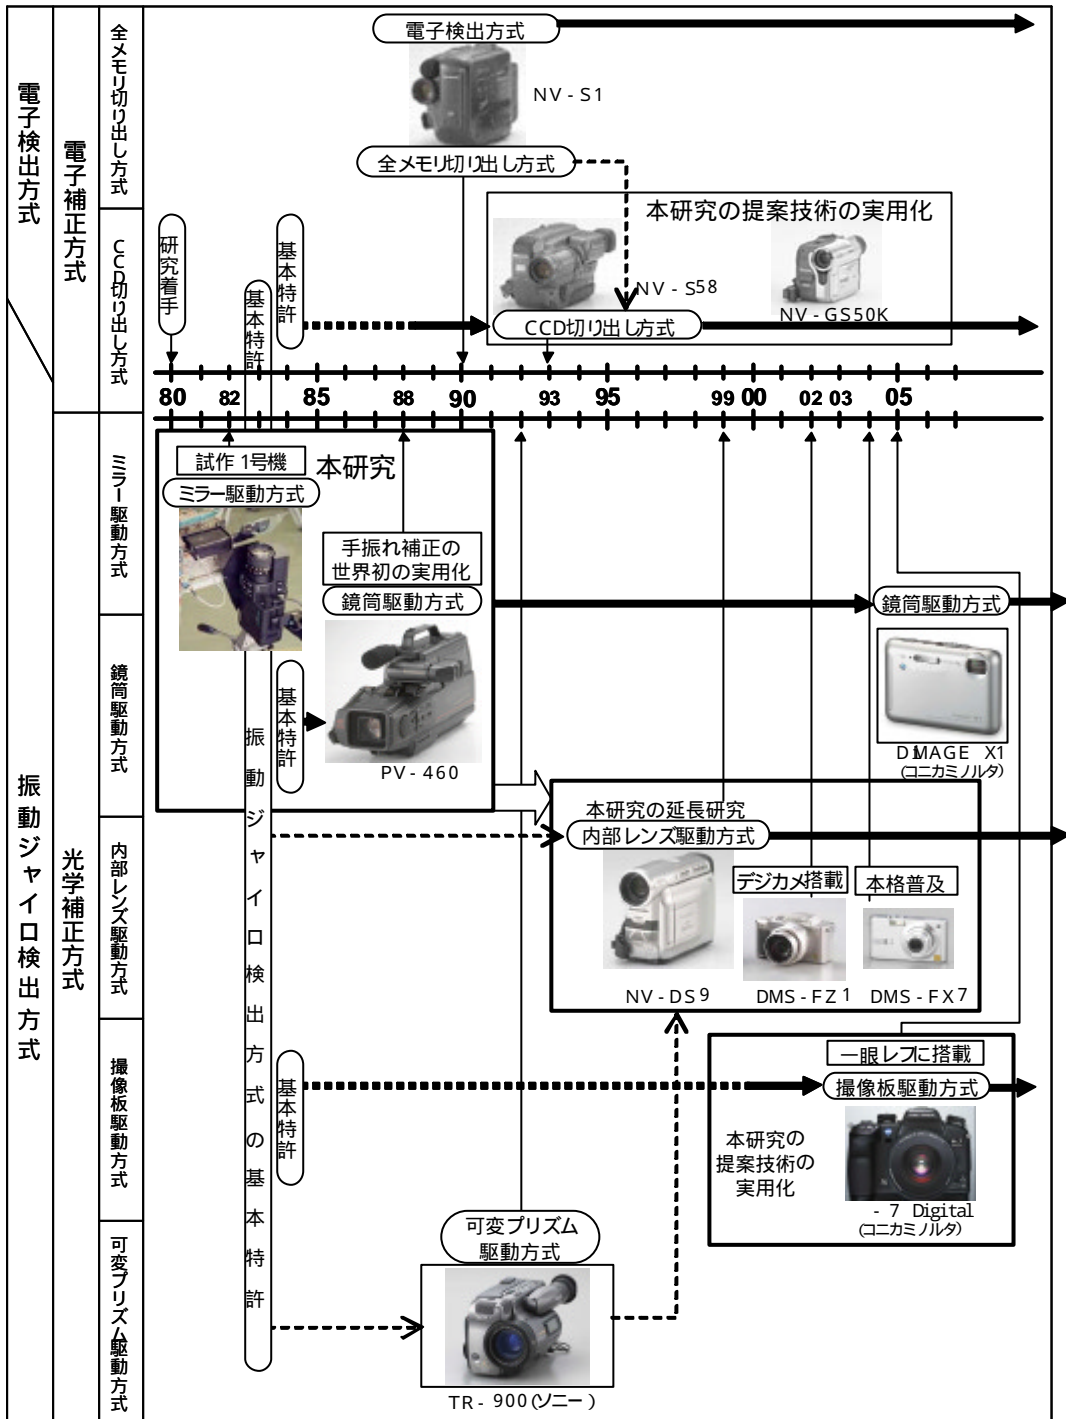 電子検出方式
振動ジャイロ検出方式
電子補正方式
光学補正方式
全メモリ切り出し方式
CCD切り出し方式
ミラー駆動方式
鏡筒駆動方式
内部レンズ駆動方式
撮像板駆動方式
可変プリズム駆動方式
電子検出方式
NV-S1
全メモリ切り出し方式
本研究の提案技術の実用化
NV-S58
NV-GS50K
CCD切り出し方式
研究着手
基本特許
基本特許
80 82 85 88 90 93 95 99 00 02 03 05
試作1号機
本研究
ミラー駆動方式
手振れ補正の
世界初の実用化
鏡筒駆動方式
基本特許
PV-460
鏡筒駆動方式
DiMAGE X1
(コニカミノルタ)
振動ジャイロ検出方式の基本特許
本研究の延長研究
内部レンズ駆動方式
デジカメ搭載
本格普及
NV-DS9
DMS-FZ1
DMS-FX7
基本特許
一眼レフに搭載
撮像板駆動方式
本研究の
提案技術の
実用化
-7 Digital
(コニカミノルタ)
可変プリズム
駆動方式
TR-900(ソニー)